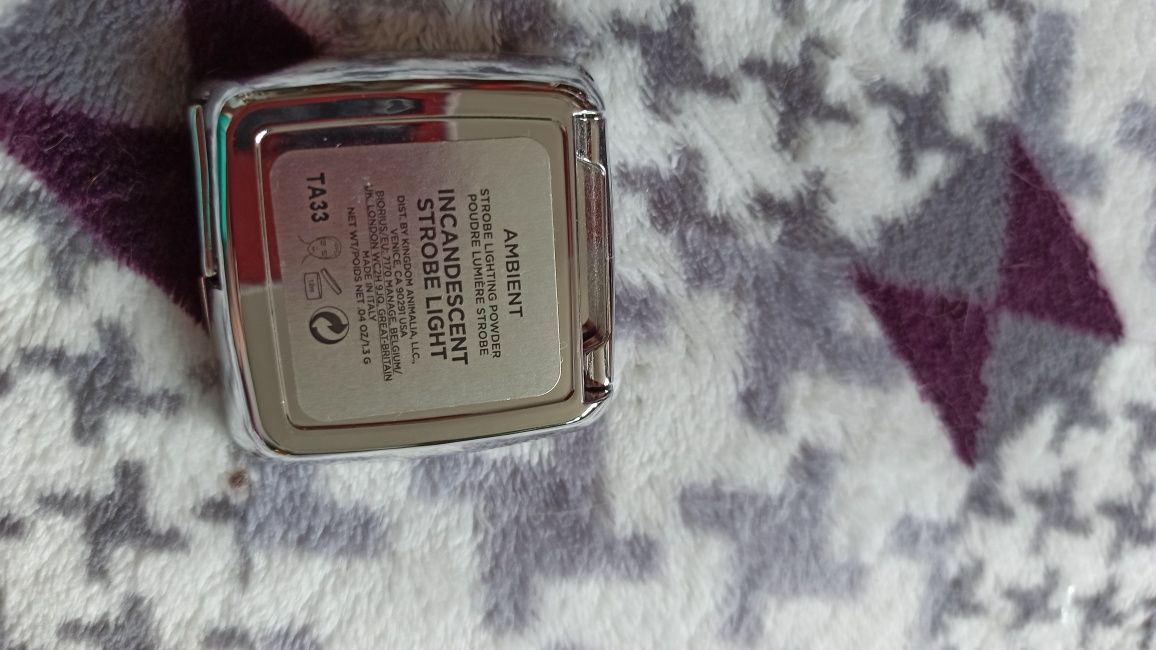 AMBIENT
STROBE LIGHTING POWDER
POUDRE LUMIÈRE STROBE
INCANDESCENT
STROBE LIGHT
DIST. BY KINGDOM ANIMALIA, LLC.,
VENICE, CA 90291 USA
BIORIUS/EU: 7170 MANAGE, BELGIUM/
UK, LONDON WC2H 9JQ, GREAT-BRITAIN
MADE IN ITALY
NET WT/POIDS NET .04 OZ/1.3 G
TA33